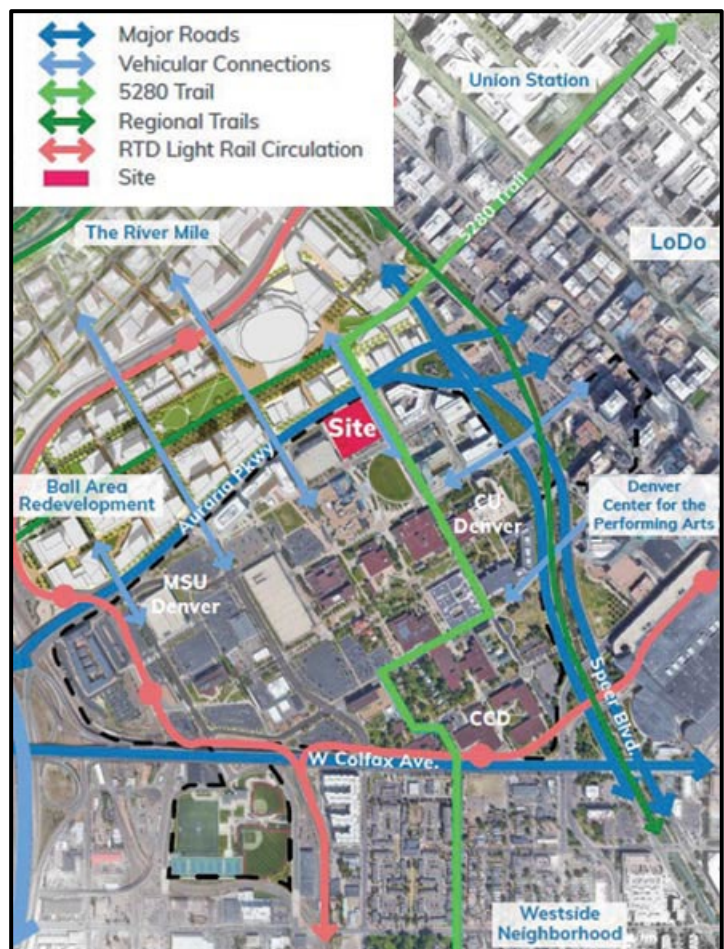 Major Roads
Vehicular Connections
5280 Trail
Regional Trails
RTD Light Rail Circulation
Site
Union Station
5280 Trail
The River Mile
LoDo
Site
Auraria Pkwy
Ball Area
Redevelopment
CU
Denver
Denver
Center for the
Performing Arts
MSU
Denver
Speer Blvd.
CCD
W Colfax Ave.
Westside
Neighborhood